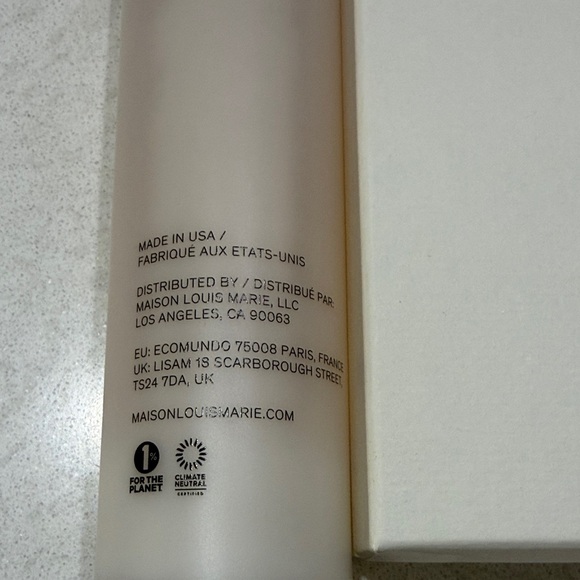 MADE IN USA /
FABRIQUÉ AUX ETATS-UNIS
DISTRIBUTED BY / DISTRIBUÉ PAR:
MAISON LOUIS MARIE, LLC
LOS ANGELES, CA 90063
EU: ECOMUNDO 75008 PARIS, FRANCE
UK: LISAM 18 SCARBOROUGH STREET,
TS24 7DA, UK
MAISONLOUISMARIE.COM
1%
FOR THE
PLANET
CLIMATE
NEUTRAL
CERTIFIED